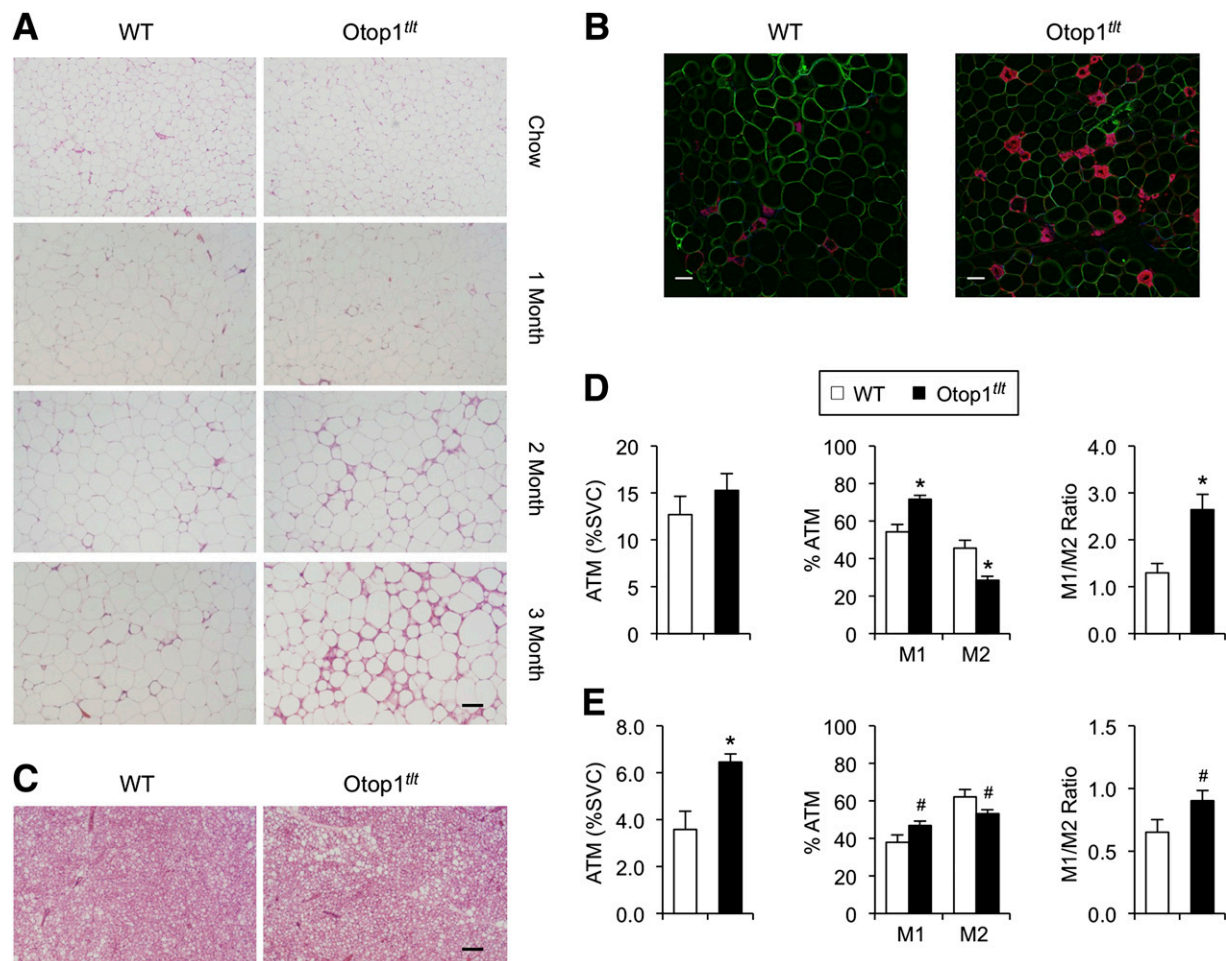 A
WT
Otop1tlt
Chow
1 Month
2 Month
3 Month
B
WT
Otop1tlt
C
WT
Otop1tlt
D
WT
Otop1tlt
ATM (%SVC)
20
15
10
5
0
% ATM
100
80
60
40
20
0
*
*
M1
M2
M1/M2 Ratio
4.0
3.0
2.0
1.0
0.0
*
E
ATM (%SVC)
8.0
6.0
4.0
2.0
0.0
*
% ATM
100
80
60
40
20
0
#
#
M1
M2
M1/M2 Ratio
1.5
1.0
0.5
0.0
#